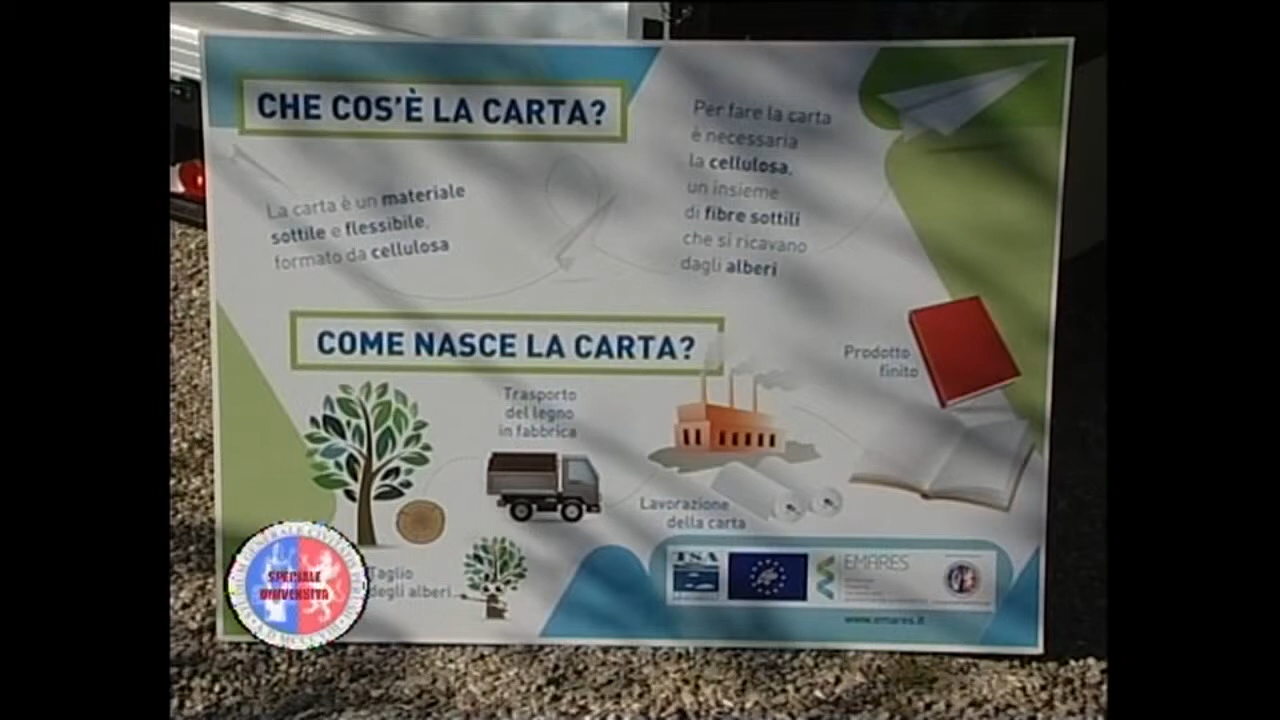 CHE COS'È LA CARTA?
La carta è un materiale
sottile e flessibile,
formato da cellulosa
Per fare la carta
è necessaria
la cellulosa,
un insieme
di fibre sottili
che si ricavano
dagli alberi
COME NASCE LA CARTA?
Prodotto
finito
Trasporto
del legno
in fabbrica
Lavorazione
della carta
Taglio
degli alberi
TSA
EMARES
www.emares.it
SPECIALE
UNIVERSITÀ